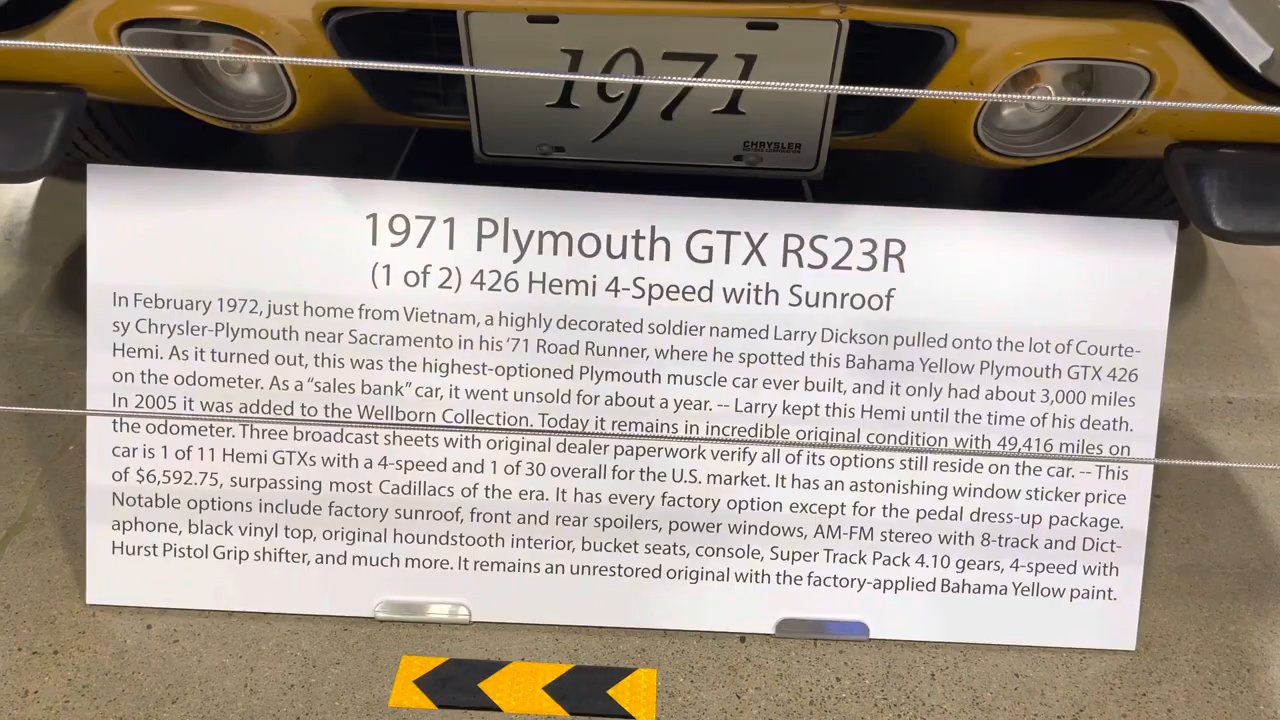 1971
CHRYSLER
MOTORS CORPORATION
1971 Plymouth GTX RS23R
(1 of 2) 426 Hemi 4-Speed with Sunroof
In February 1972, just home from Vietnam, a highly decorated soldier named Larry Dickson pulled onto the lot of Courte-
sy Chrysler-Plymouth near Sacramento in his ’71 Road Runner, where he spotted this Bahama Yellow Plymouth GTX 426
Hemi. As it turned out, this was the highest-optioned Plymouth muscle car ever built, and it only had about 3,000 miles
on the odometer. As a “sales bank” car, it went unsold for about a year. -- Larry kept this Hemi until the time of his death.
In 2005 it was added to the Wellborn Collection. Today it remains in incredible original condition with 49,416 miles on
the odometer. Three broadcast sheets with original dealer paperwork verify all of its options still reside on the car. -- This
car is 1 of 11 Hemi GTXs with a 4-speed and 1 of 30 overall for the U.S. market. It has an astonishing window sticker price
of $6,592.75, surpassing most Cadillacs of the era. It has every factory option except for the pedal dress-up package.
Notable options include factory sunroof, front and rear spoilers, power windows, AM-FM stereo with 8-track and Dict-
aphone, black vinyl top, original houndstooth interior, bucket seats, console, Super Track Pack 4.10 gears, 4-speed with
Hurst Pistol Grip shifter, and much more. It remains an unrestored original with the factory-applied Bahama Yellow paint.